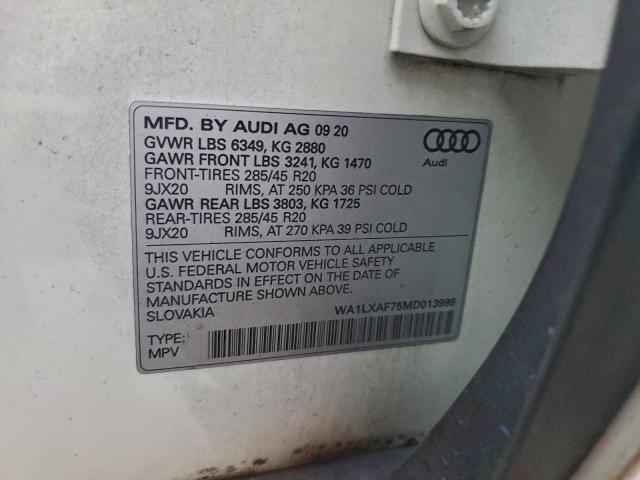 MFD. BY AUDI AG 09 20
GVWR LBS 6349, KG 2880
GAWR FRONT LBS 3241, KG 1470
FRONT-TIRES 285/45 R20
9JX20 RIMS, AT 250 KPA 36 PSI COLD
GAWR REAR LBS 3803, KG 1725
REAR-TIRES 285/45 R20
9JX20 RIMS, AT 270 KPA 39 PSI COLD
Audi
THIS VEHICLE CONFORMS TO ALL APPLICABLE
U.S. FEDERAL MOTOR VEHICLE SAFETY
STANDARDS IN EFFECT ON THE DATE OF
MANUFACTURE SHOWN ABOVE.
SLOVAKIA WA1LXAF75MD013998
TYPE:
MPV